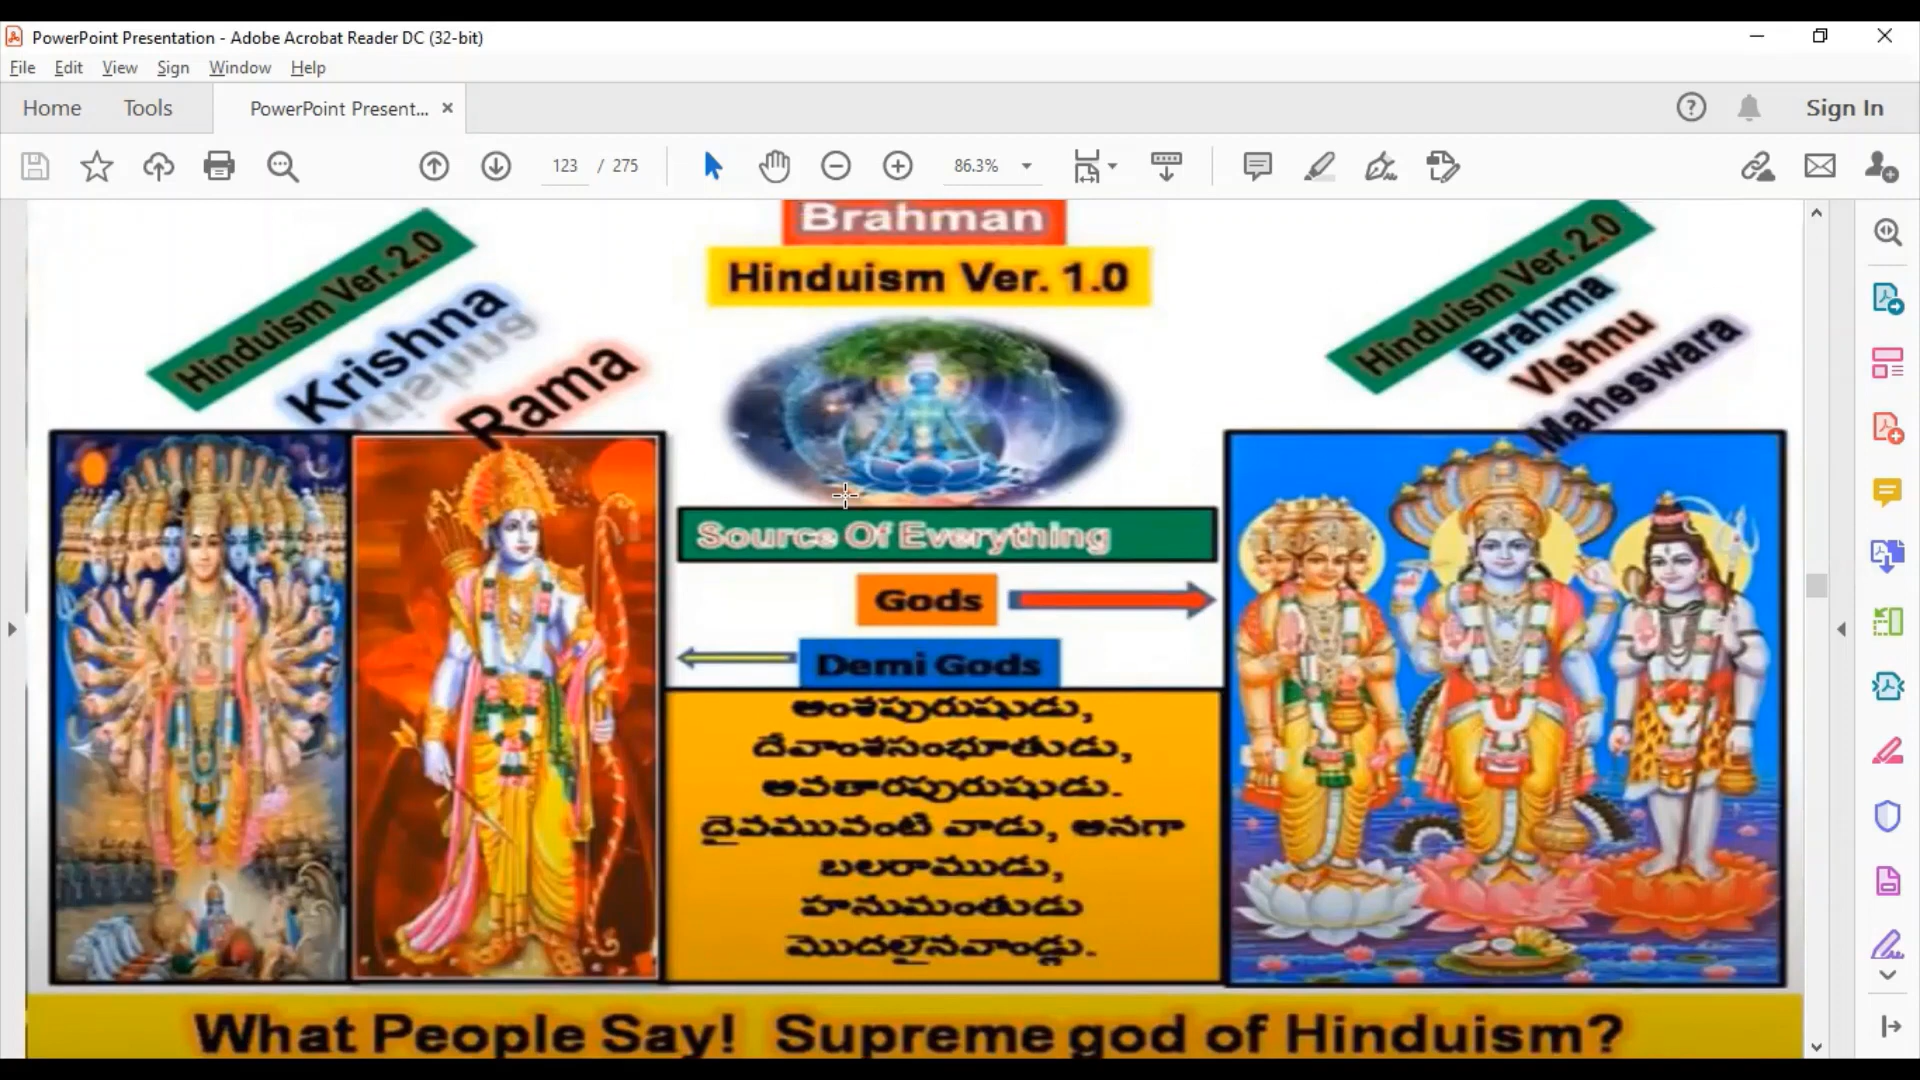 PowerPoint Presentation - Adobe Acrobat Reader DC (32-bit)
File Edit View Sign Window Help
Home Tools PowerPoint Present... × Sign In
123 / 275 86.3%
Brahman
Hinduism Ver. 1.0
Hinduism Ver. 2.0
Krishna
Rama
Hinduism Ver. 2.0
Brahma
Vishnu
Maheswara
Source Of Everything
Gods
Demi Gods
అంశపురుషుడు,
దేవాంశసంభూతుడు,
అవతారపురుషుడు.
దైవమువంటి వాడు, అనగా
బలరాముడు,
హనుమంతుడు
మొదలైనవాండ్లు.
What People Say! Supreme god of Hinduism?